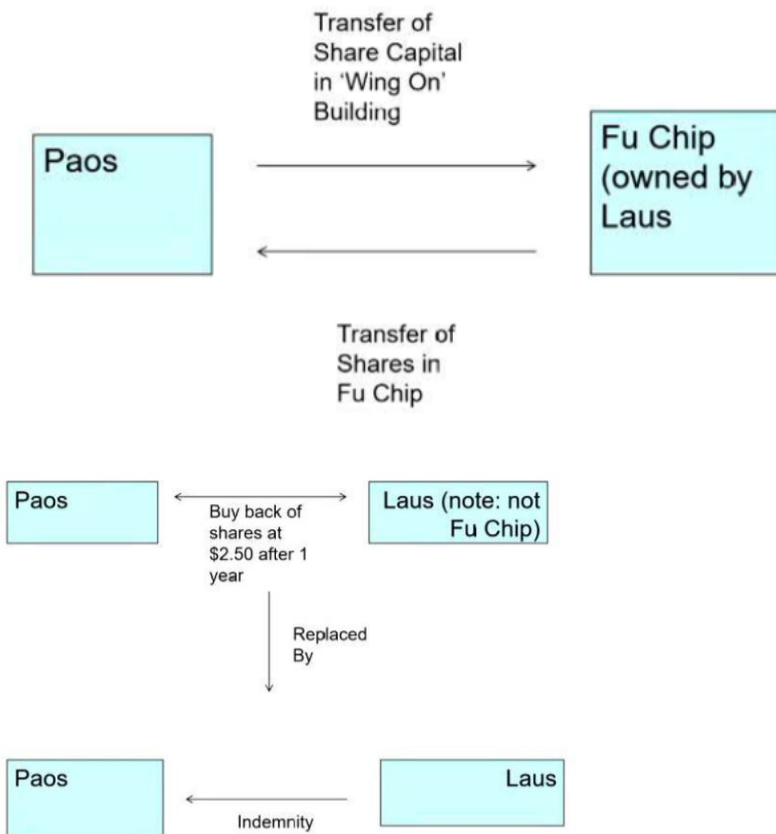 Transfer of
Share Capital
in ‘Wing On’
Building
Paos
Fu Chip
(owned by
Laus
Transfer of
Shares in
Fu Chip
Paos
Buy back of
shares at
$2.50 after 1
year
Laus (note: not
Fu Chip)
Replaced
By
Paos
Laus
Indemnity